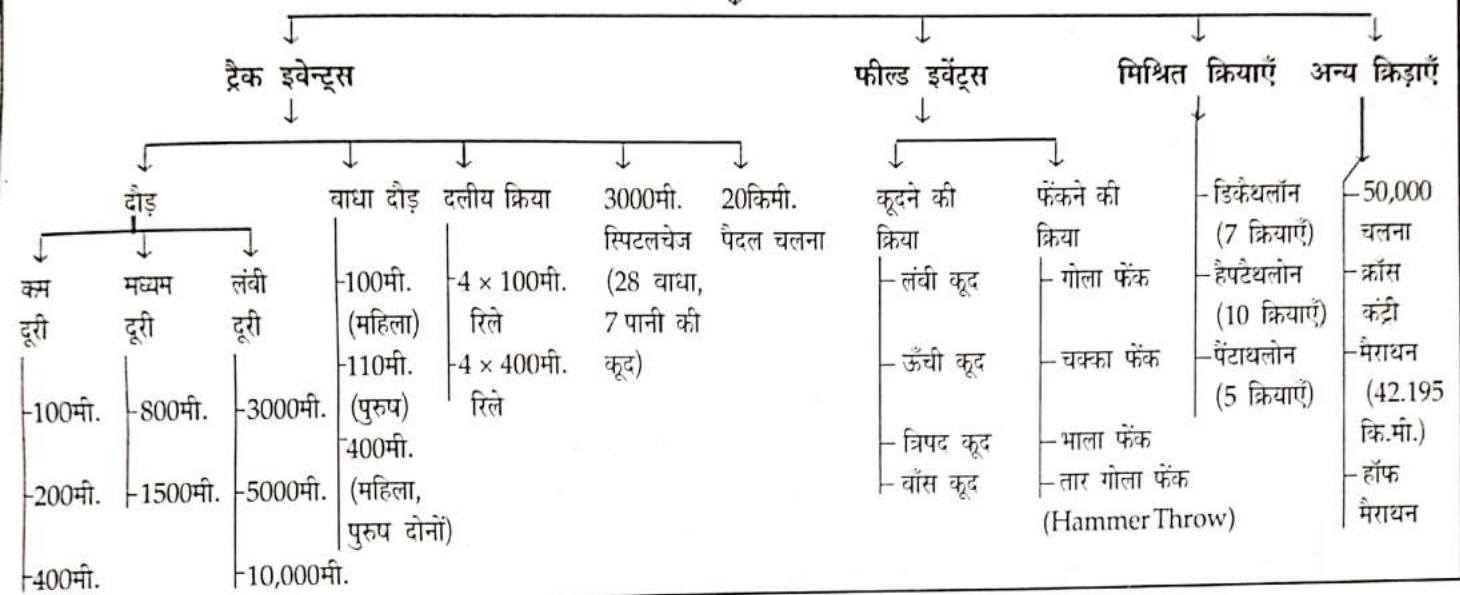 ट्रैक इवेन्ट्स
फील्ड इवेंट्स
मिश्रित क्रियाएँ
अन्य क्रिड़ाएँ
दौड़
कम
दूरी
100मी.
200मी.
400मी.
मध्यम
दूरी
800मी.
1500मी.
लंबी
दूरी
3000मी.
5000मी.
10,000मी.
बाधा दौड़
100मी.
(महिला)
110मी.
(पुरुष)
400मी.
(महिला,
पुरुष दोनों)
दलीय क्रिया
4 × 100मी.
रिले
4 × 400मी.
रिले
3000मी.
स्पिटलचेज
(28 बाधा,
7 पानी की
कूद)
20किमी.
पैदल चलना
कूदने की
क्रिया
लंबी कूद
ऊँची कूद
त्रिपद कूद
बाँस कूद
फेंकने की
क्रिया
गोला फेंक
चक्का फेंक
भाला फेंक
तार गोला फेंक
(Hammer Throw)
डिकैथलॉन
(7 क्रियाएँ)
हैपटैथलोन
(10 क्रियाएँ)
पैंटाथलोन
(5 क्रियाएँ)
50,000
चलना
क्रॉस
कंट्री
मैराथन
(42.195
कि.मी.)
हॉफ
मैराथन